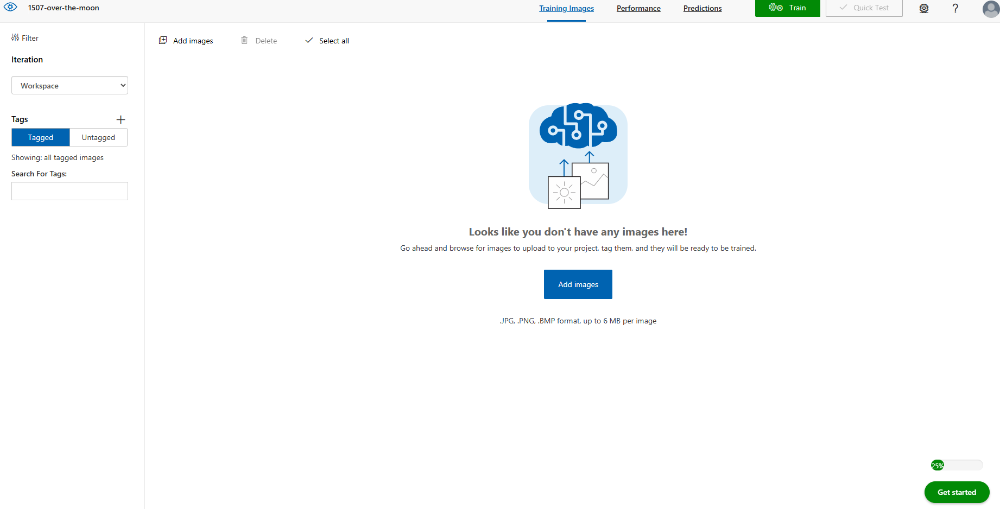 1507-over-the-moon
Training Images
Performance
Predictions
Train
Quick Test
?
Filter
Iteration
Workspace
Tags
Tagged
Untagged
Showing: all tagged images
Search For Tags:
Add images
Delete
Select all
Looks like you don't have any images here!
Go ahead and browse for images to upload to your project, tag them, and they will be ready to be trained.
Add images
.JPG, .PNG, .BMP format, up to 6 MB per image
25%
Get started